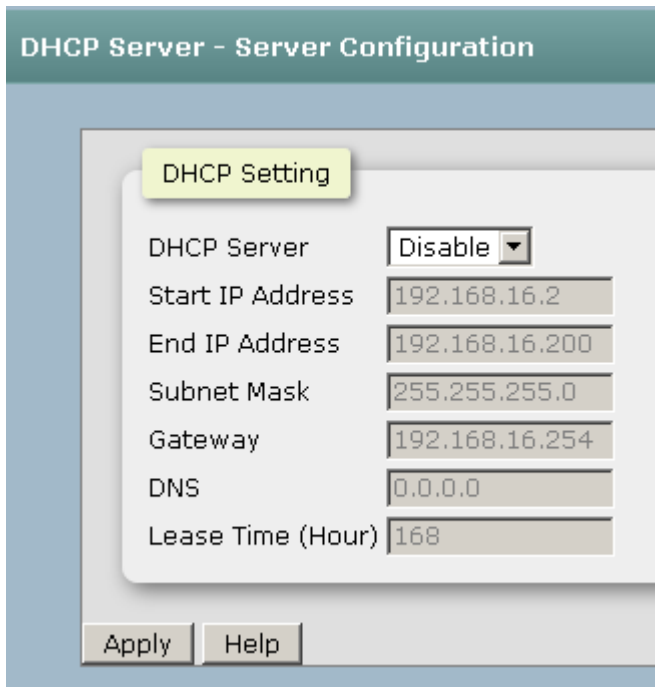 DHCP Server - Server Configuration
DHCP Setting
DHCP Server Disable
Start IP Address 192.168.16.2
End IP Address 192.168.16.200
Subnet Mask 255.255.255.0
Gateway 192.168.16.254
DNS 0.0.0.0
Lease Time (Hour) 168
Apply Help